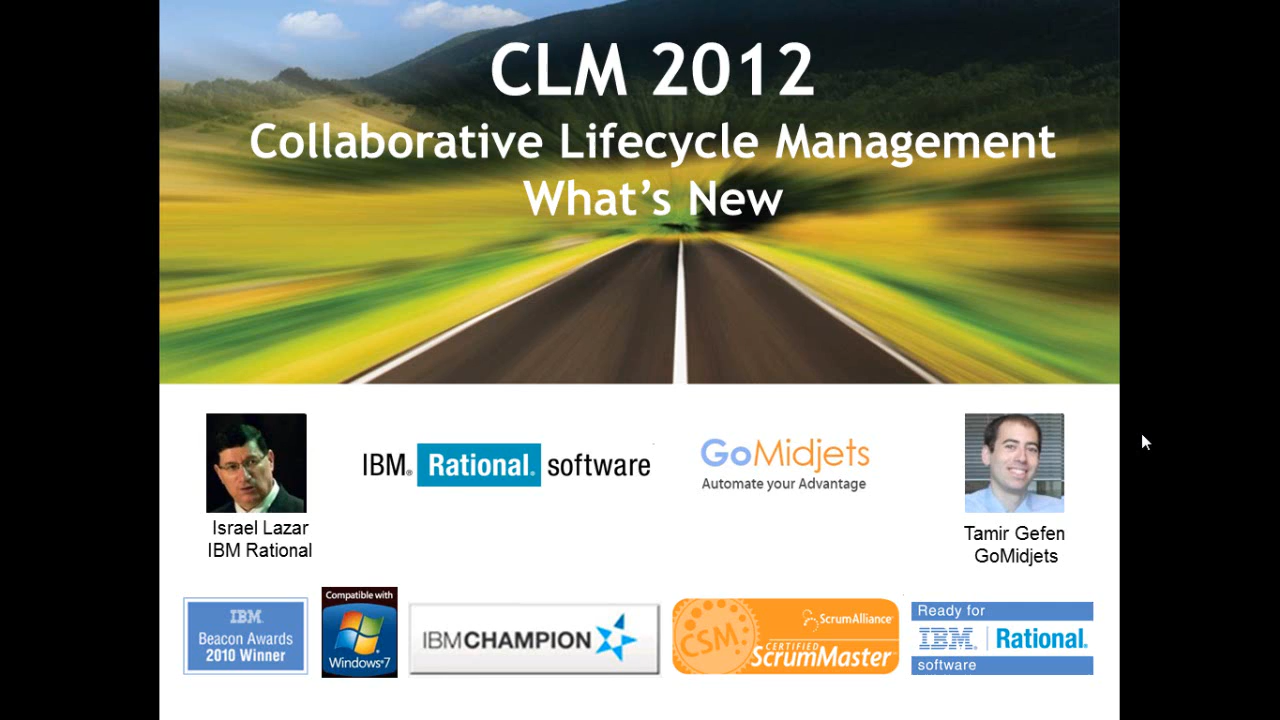 CLM 2012
Collaborative Lifecycle Management
What's New
IBM® Rational® software
GoMidjets
Automate your Advantage
Israel Lazar
IBM Rational
Tamir Gefen
GoMidjets
IBM®
Beacon Awards
2010 Winner
Compatible with
Windows®7
IBMCHAMPION
CSM
ScrumAlliance®
CERTIFIED
ScrumMaster
Ready for
IBM® Rational®
software